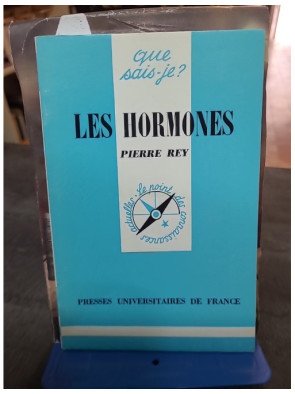 que
sais-je?
LES HORMONES
PIERRE REY
Le point des connaissances actuelles
PRESSES UNIVERSITAIRES DE FRANCE